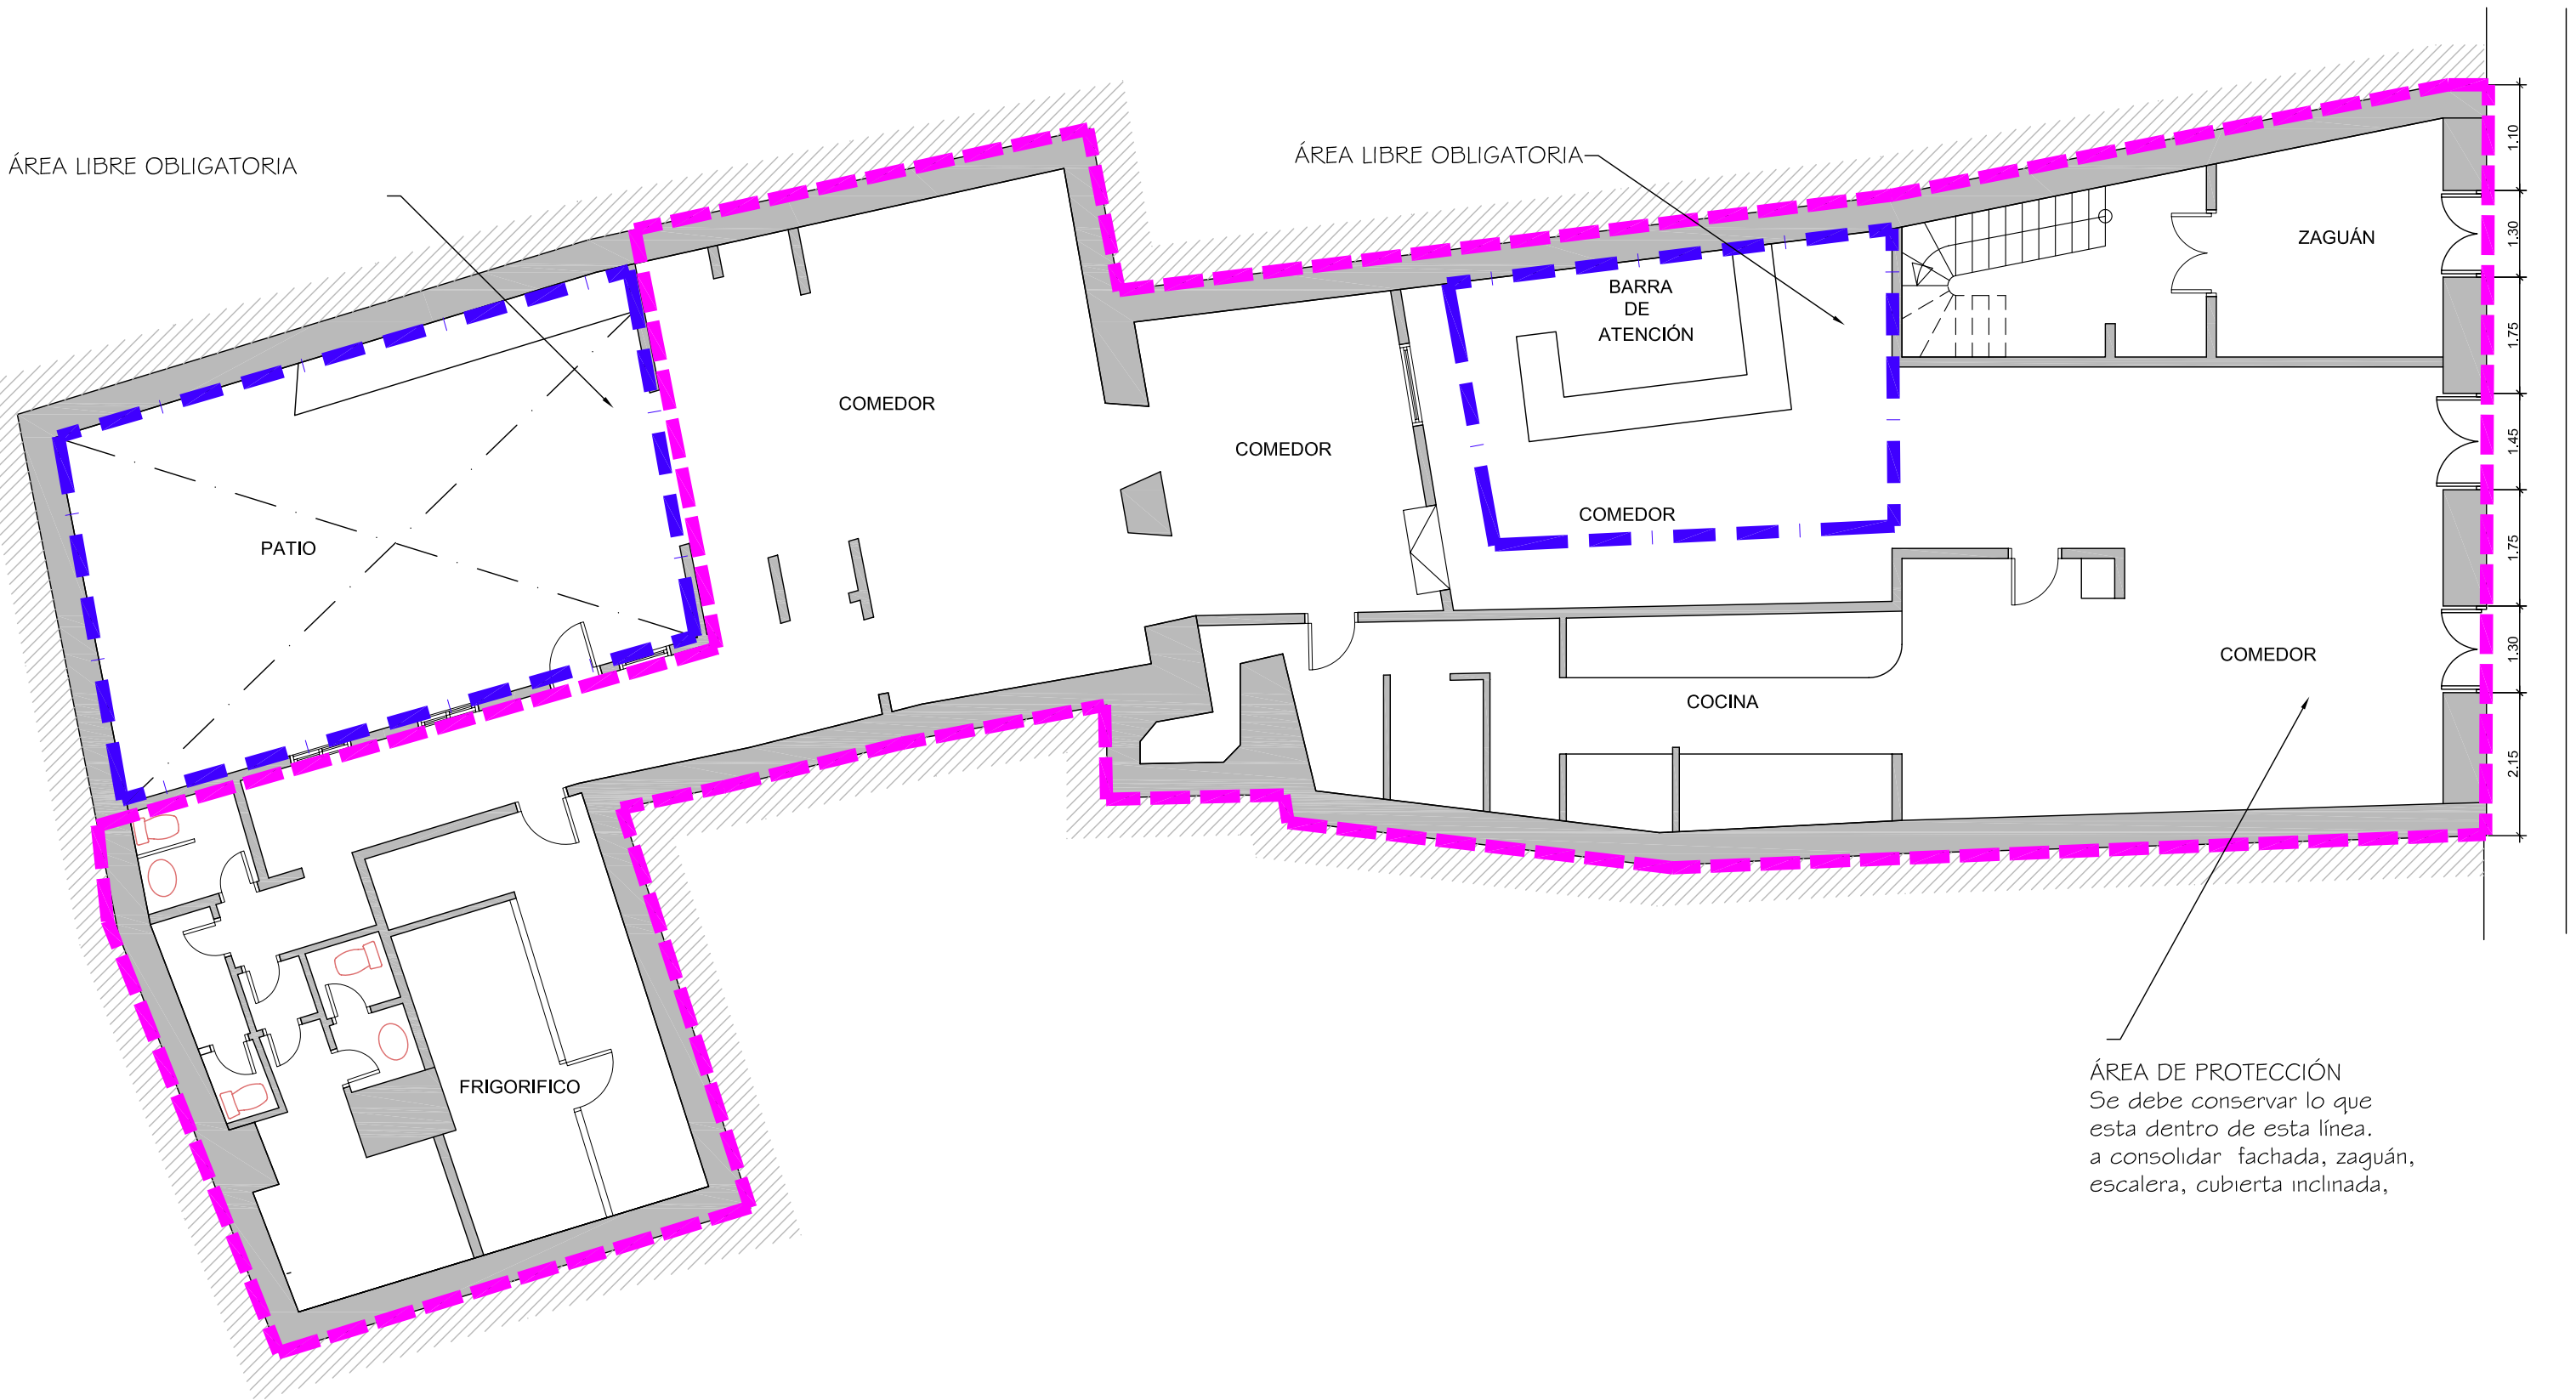 ÁREA LIBRE OBLIGATORIA
ÁREA LIBRE OBLIGATORIA
BARRA
DE
ATENCIÓN
ZAGUÁN
COMEDOR
COMEDOR
COMEDOR
PATIO
COMEDOR
COCINA
FRIGORIFICO
1.10
1.30
1.75
1.45
1.75
1.30
2.15
ÁREA DE PROTECCIÓN
Se debe conservar lo que
esta dentro de esta línea.
a consolidar fachada, zaguán,
escalera, cubierta inclinada,